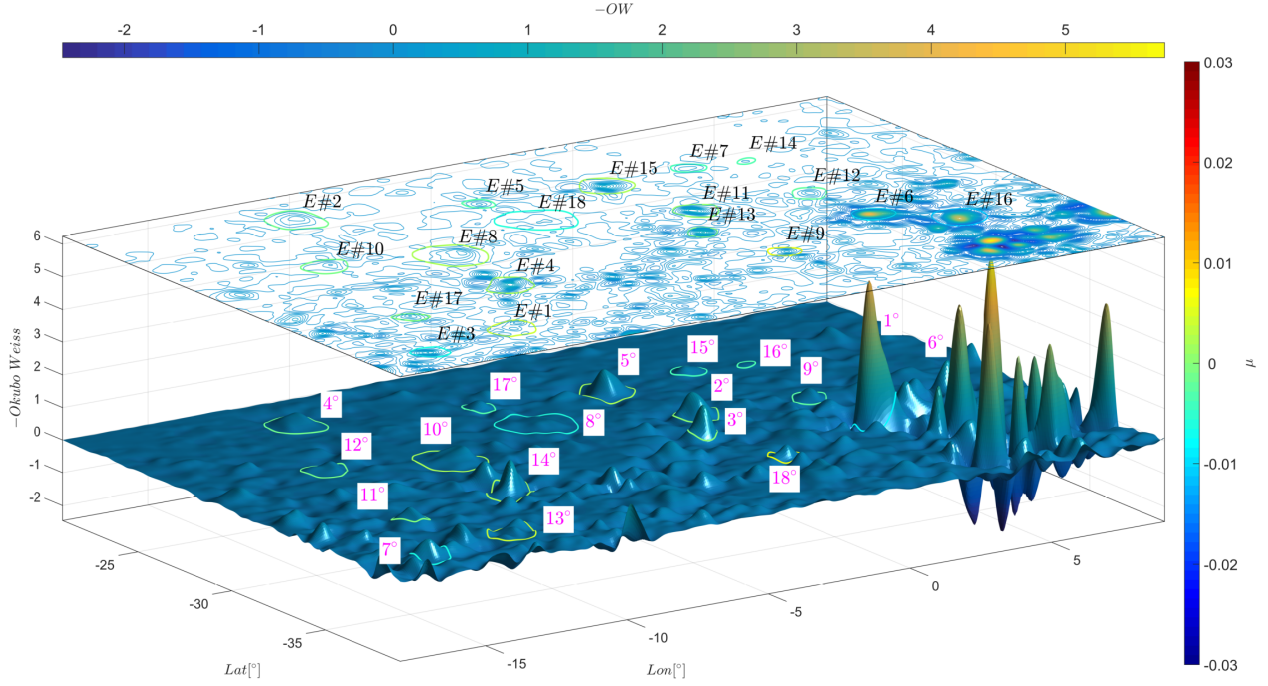 −OW
-2 -1 0 1 2 3 4 5
0.03
0.02
0.01
0
-0.01
-0.02
-0.03
μ
E#14
E#7
E#15
E#12
E#5
E#2
E#18
E#11
E#6
E#16
E#13
E#8
E#9
E#10
E#4
E#17
E#1
E#3
−Okubo Weiss
6
5
4
3
2
1
0
-1
-2
1°
6°
15°
16°
5°
9°
17°
2°
4°
8°
3°
10°
12°
14°
18°
11°
13°
7°
-25
-30
-35
Lat[°]
-15
-10
-5
0
5
Lon[°]